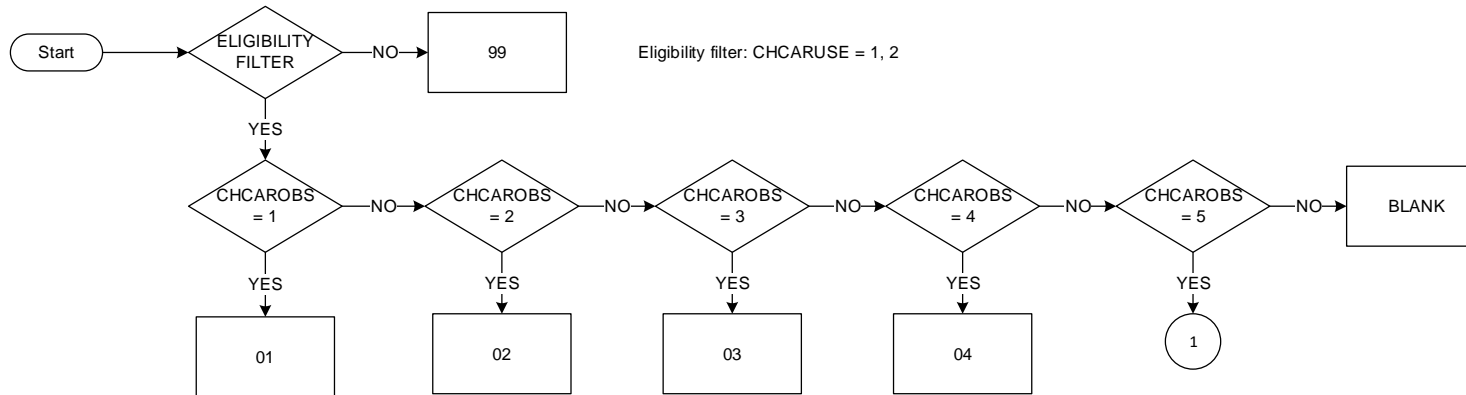 Start
ELIGIBILITY
FILTER
NO
99
Eligibility filter: CHCARUSE = 1, 2
YES
CHCAROBS
= 1
NO
CHCAROBS
= 2
NO
CHCAROBS
= 3
NO
CHCAROBS
= 4
NO
CHCAROBS
= 5
NO
BLANK
YES
YES
YES
YES
YES
01
02
03
04
1